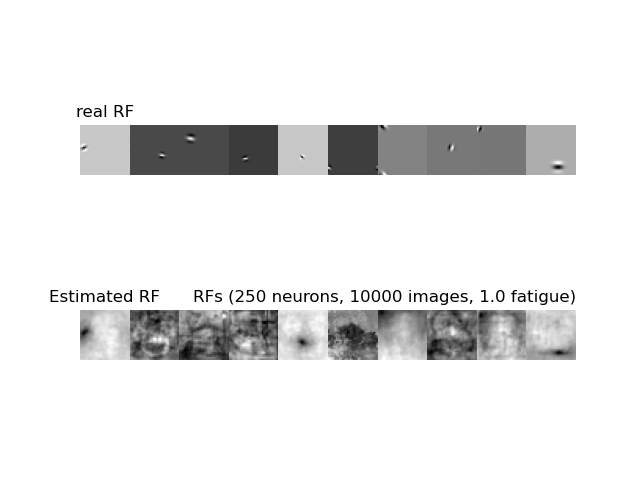 real RF
Estimated RF
RFs (250 neurons, 10000 images, 1.0 fatigue)